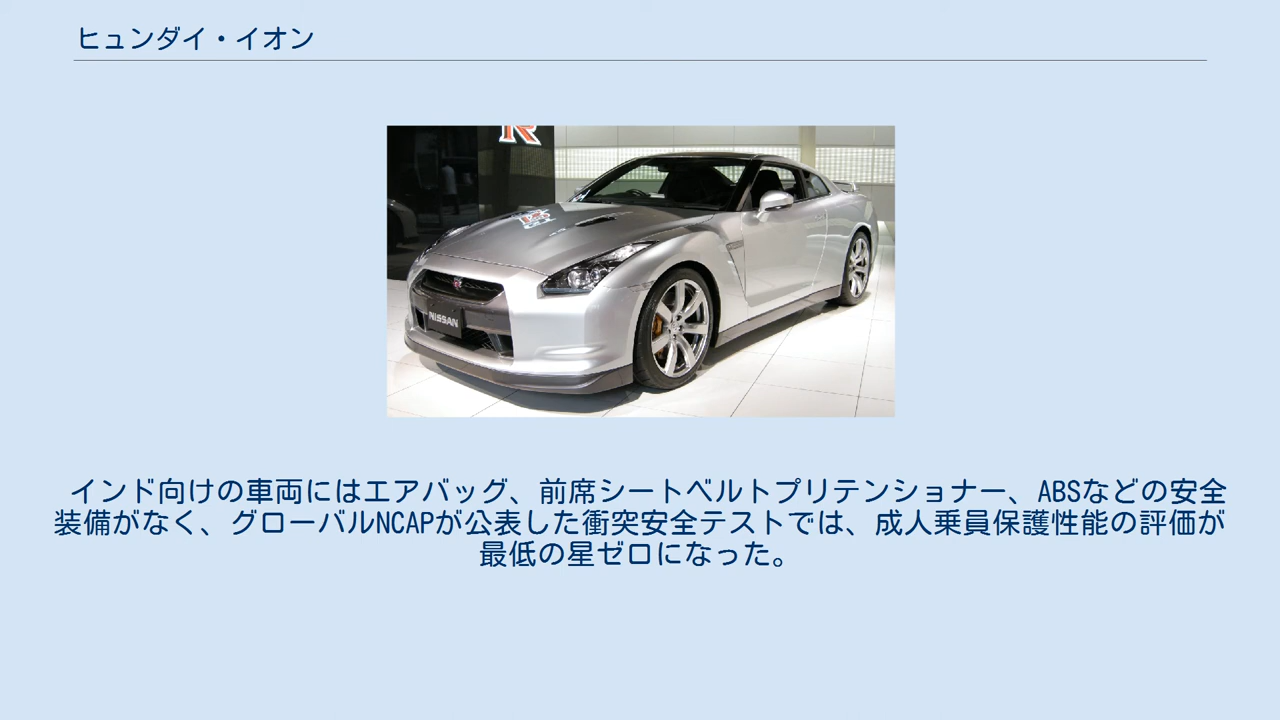 ヒュンダイ・イオン
R
NISSAN
インド向けの車両にはエアバッグ、前席シートベルトプリテンショナー、ABSなどの安全
装備がなく、グローバルNCAPが公表した衝突安全テストでは、成人乗員保護性能の評価が
最低の星ゼロになった。